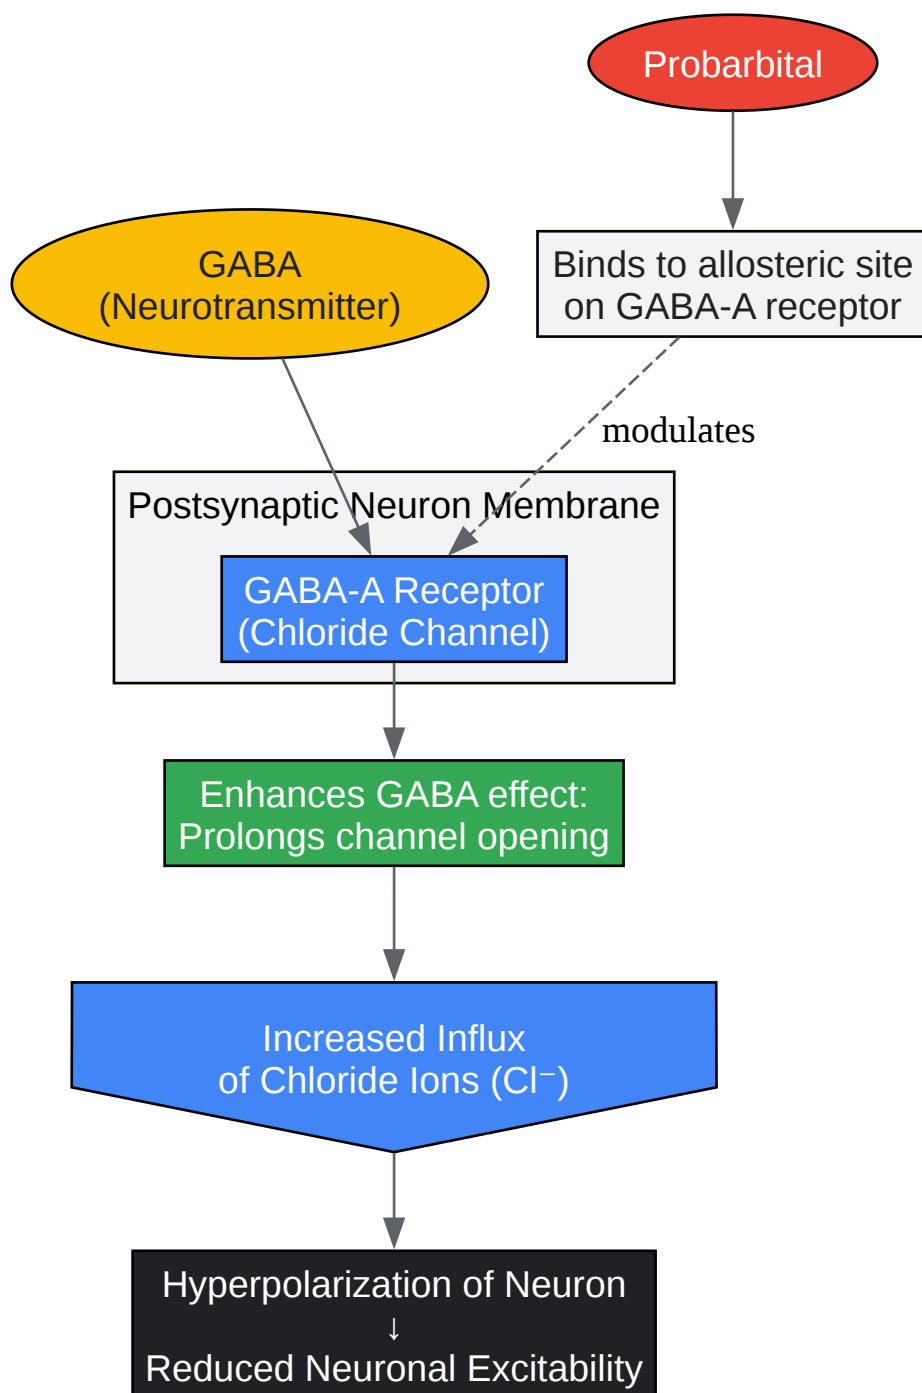 Probarbital
GABA
(Neurotransmitter)
Binds to allosteric site
on GABA-A receptor
modulates
Postsynaptic Neuron Membrane
GABA-A Receptor
(Chloride Channel)
Enhances GABA effect:
Prolongs channel opening
Increased Influx
of Chloride Ions (Cl⁻)
Hyperpolarization of Neuron
↓
Reduced Neuronal Excitability